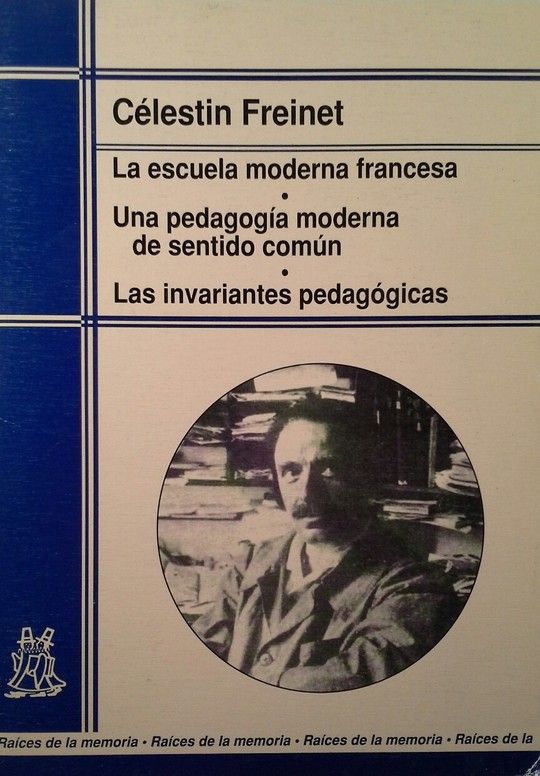 Célestin Freinet
La escuela moderna francesa
•
Una pedagogía moderna
de sentido común
•
Las invariantes pedagógicas
Raíces de la memoria • Raíces de la memoria • Raíces de la memoria • Raíces de la